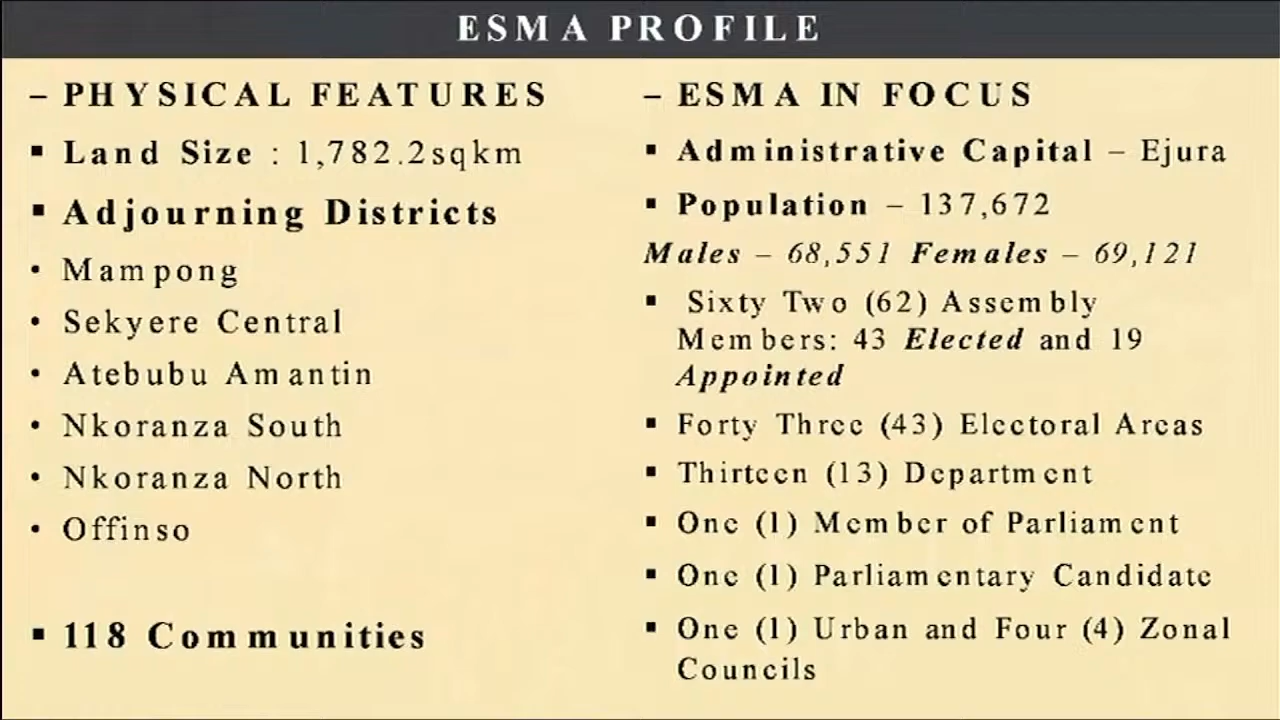 ESMA PROFILE
– PHYSICAL FEATURES
▪ Land Size : 1,782.2sqkm
▪ Adjourning Districts
• Mampong
• Sekyere Central
• Atebubu Amantin
• Nkoranza South
• Nkoranza North
• Offinso
▪ 118 Communities
– ESMA IN FOCUS
▪ Administrative Capital – Ejura
▪ Population – 137,672
Males – 68,551 Females – 69,121
▪ Sixty Two (62) Assembly
Members: 43 Elected and 19
Appointed
▪ Forty Three (43) Electoral Areas
▪ Thirteen (13) Department
▪ One (1) Member of Parliament
▪ One (1) Parliamentary Candidate
▪ One (1) Urban and Four (4) Zonal
Councils